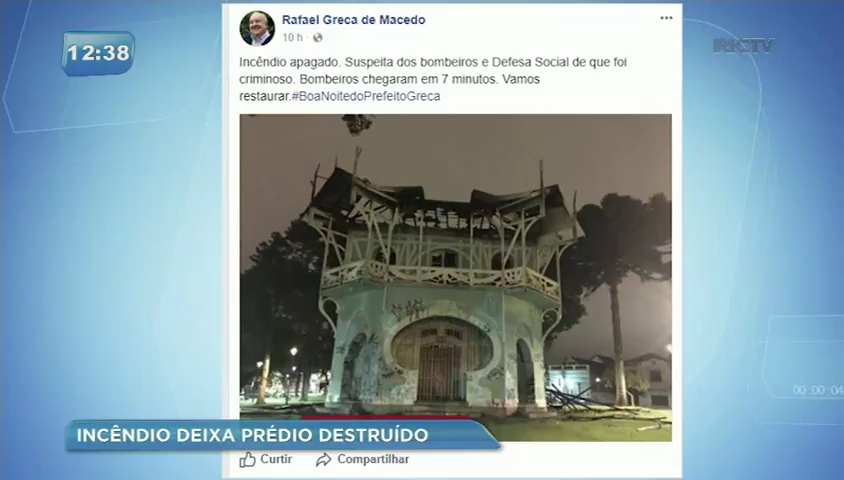 12:38
Rafael Greca de Macedo
10 h
RICTV
Incêndio apagado. Suspeita dos bombeiros e Defesa Social de que foi
criminoso. Bombeiros chegaram em 7 minutos. Vamos
restaurar.#BoaNoitedoPrefeitoGreca
00:00:04
INCÊNDIO DEIXA PRÉDIO DESTRUÍDO
Curtir
Compartilhar